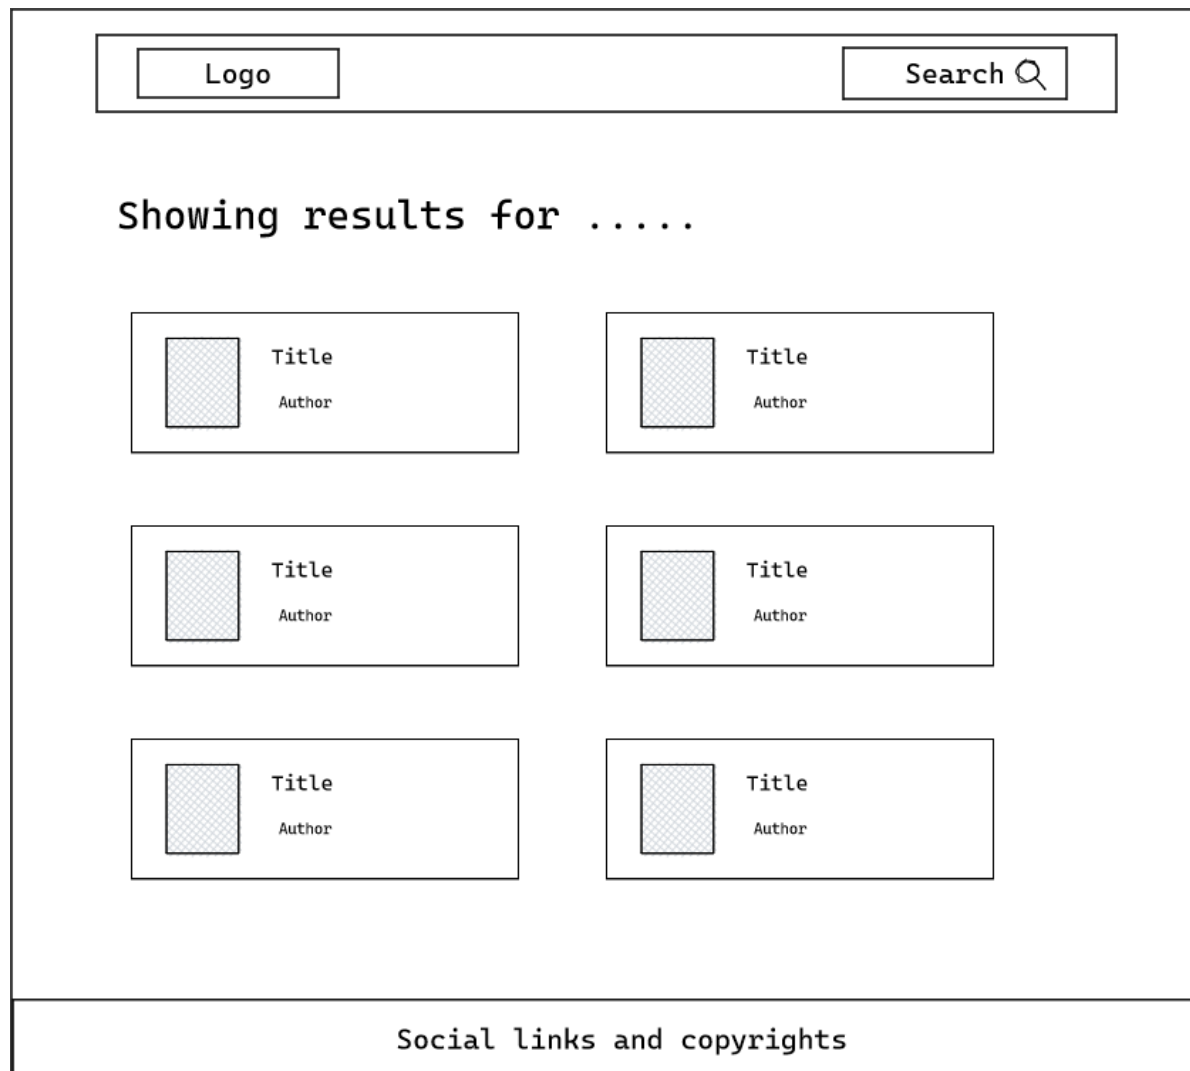 Logo
Search
Showing results for .....
Title
Author
Title
Author
Title
Author
Title
Author
Title
Author
Title
Author
Social links and copyrights